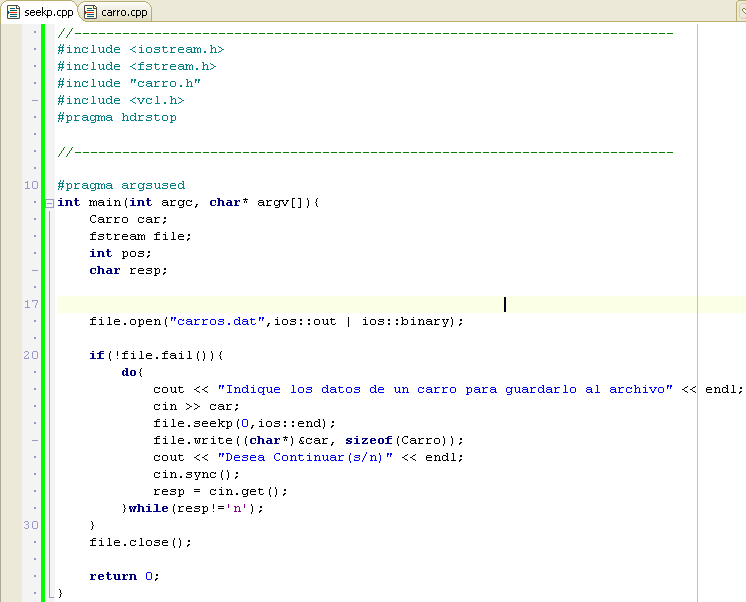 seekp.cpp carro.cpp
//---------------------------------------------------------------------------
#include <iostream.h>
#include <fstream.h>
#include "carro.h"
#include <vcl.h>
#pragma hdrstop
//---------------------------------------------------------------------------
10 #pragma argsused
int main(int argc, char* argv[]){
Carro car;
fstream file;
int pos;
char resp;
17
file.open("carros.dat",ios::out | ios::binary);
20 if(!file.fail()){
do{
cout << "Indique los datos de un carro para guardarlo al archivo" << endl;
cin >> car;
file.seekp(0,ios::end);
file.write((char*)&car, sizeof(Carro));
cout << "Desea Continuar(s/n)" << endl;
cin.sync();
resp = cin.get();
}while(resp!='n');
30 }
file.close();
return 0;
}